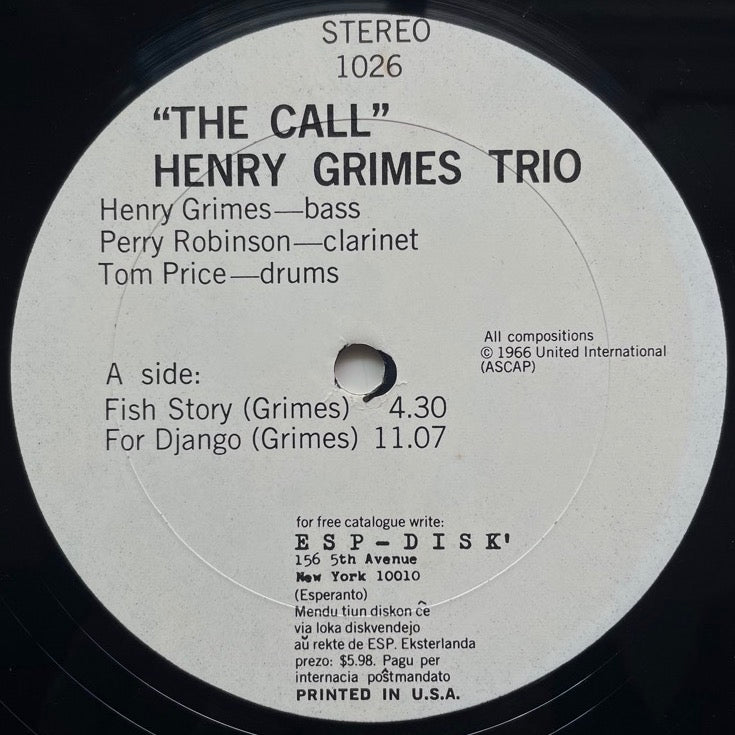 STEREO
1026
“THE CALL”
HENRY GRIMES TRIO
Henry Grimes—bass
Perry Robinson—clarinet
Tom Price—drums
All compositions
© 1966 United International
(ASCAP)
A side:
Fish Story (Grimes) 4.30
For Django (Grimes) 11.07
for free catalogue write:
ESP-DISK'
156 5th Avenue
New York 10010
(Esperanto)
Mendu tiun diskon ĉe
via loka diskvendejo
aŭ rekte de ESP. Eksterlanda
prezo: $5.98. Pagu per
internacia poŝtmandato
PRINTED IN U.S.A.